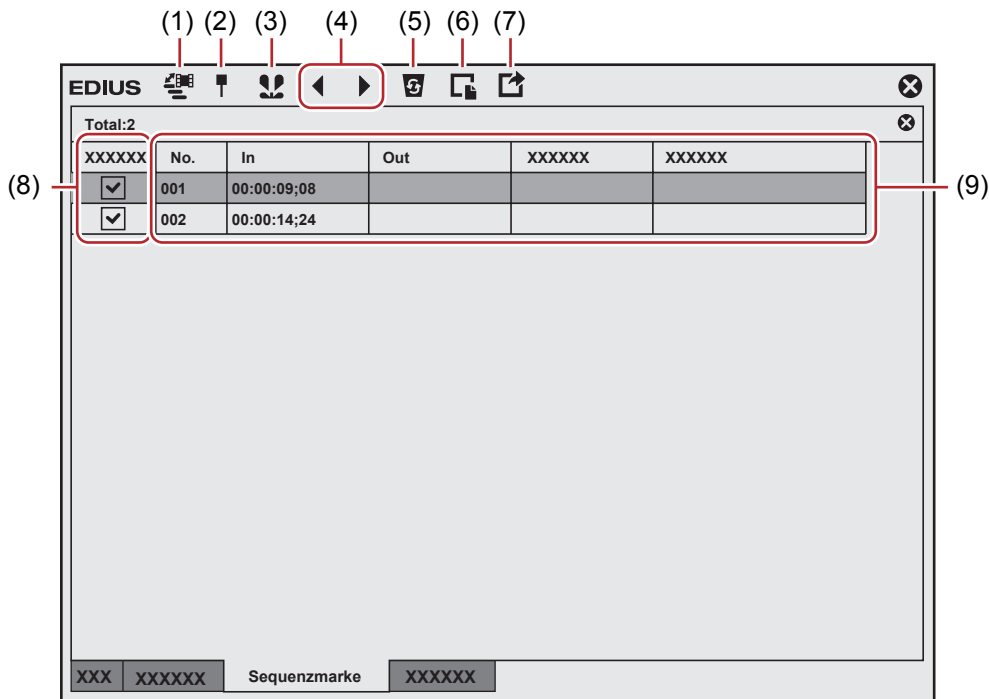 (1) (2) (3) (4) (5) (6) (7)
EDIUS
Total:2
XXXXXX No. In Out XXXXXX XXXXXX
(8) (9)
001 00:00:09;08
002 00:00:14;24
XXX XXXXXX Sequenzmarke XXXXXX